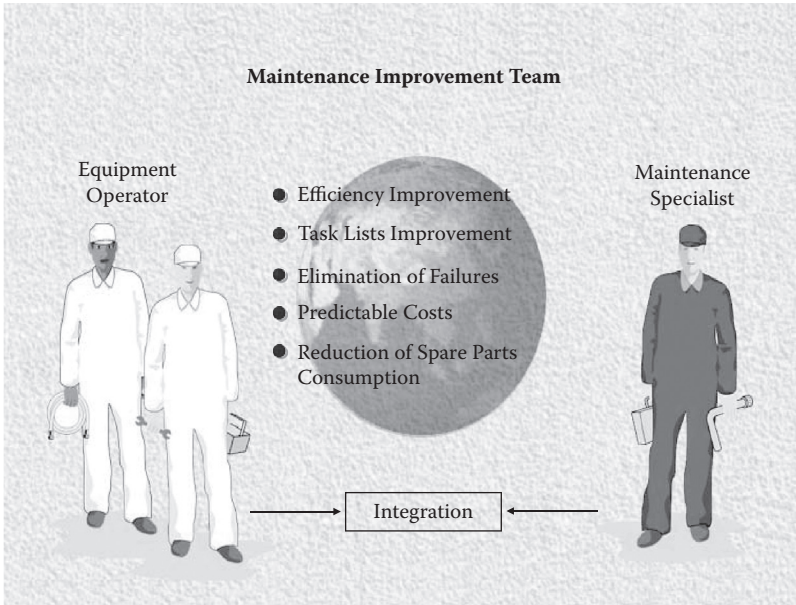 Maintenance Improvement Team
Equipment
Operator
Efficiency Improvement
Task Lists Improvement
Elimination of Failures
Predictable Costs
Reduction of Spare Parts
Consumption
Maintenance
Specialist
Integration